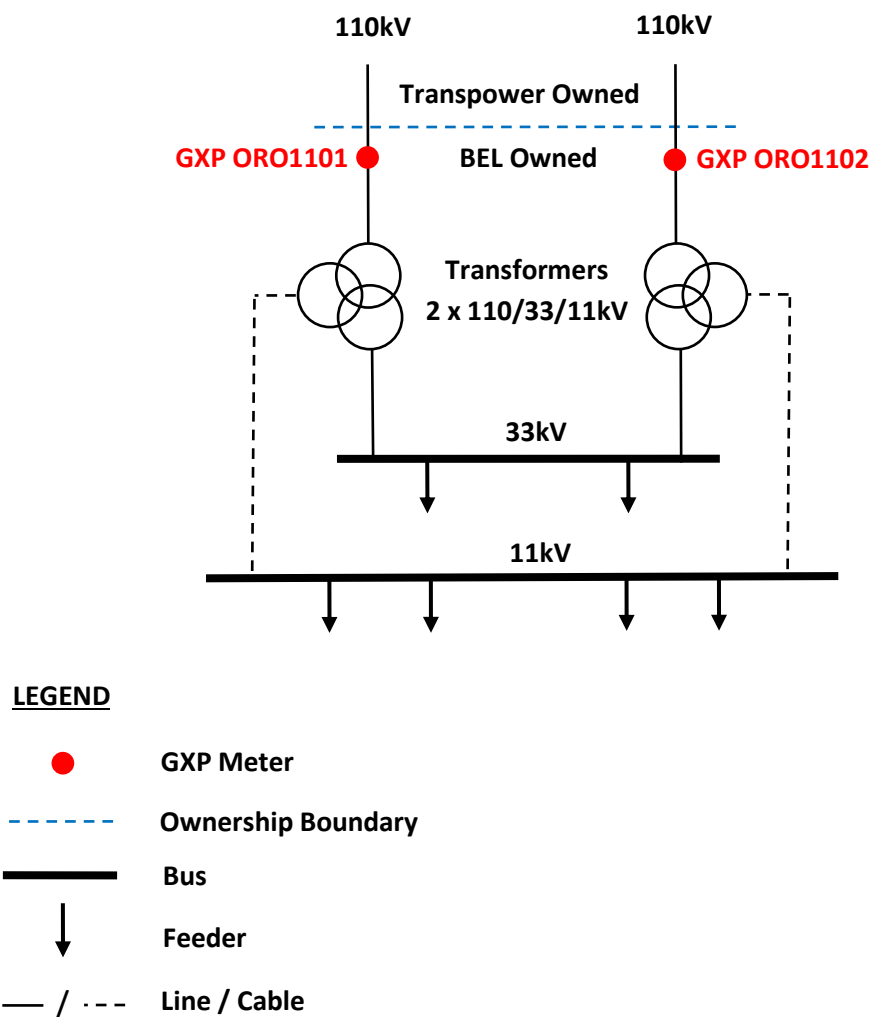 110kV 110kV
Transpower Owned
GXP ORO1101 BEL Owned GXP ORO1102
Transformers
2 x 110/33/11kV
33kV
11kV
LEGEND
GXP Meter
Ownership Boundary
Bus
Feeder
/ Line / Cable